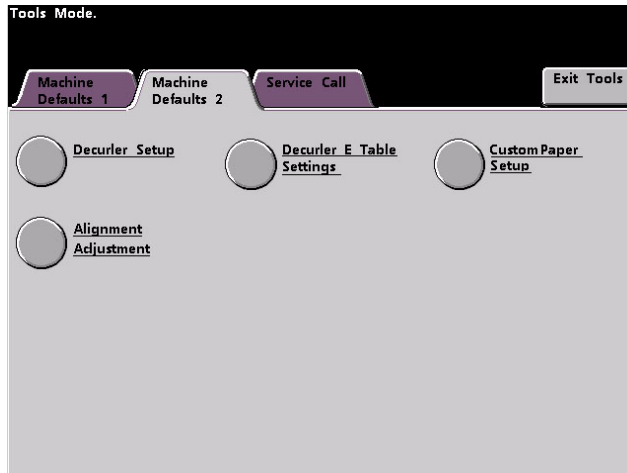 Tools Mode.
Machine
Defaults 1
Machine
Defaults 2
Service Call
Exit Tools
Decurler Setup
Decurler E Table
Settings
Custom Paper
Setup
Alignment
Adjustment